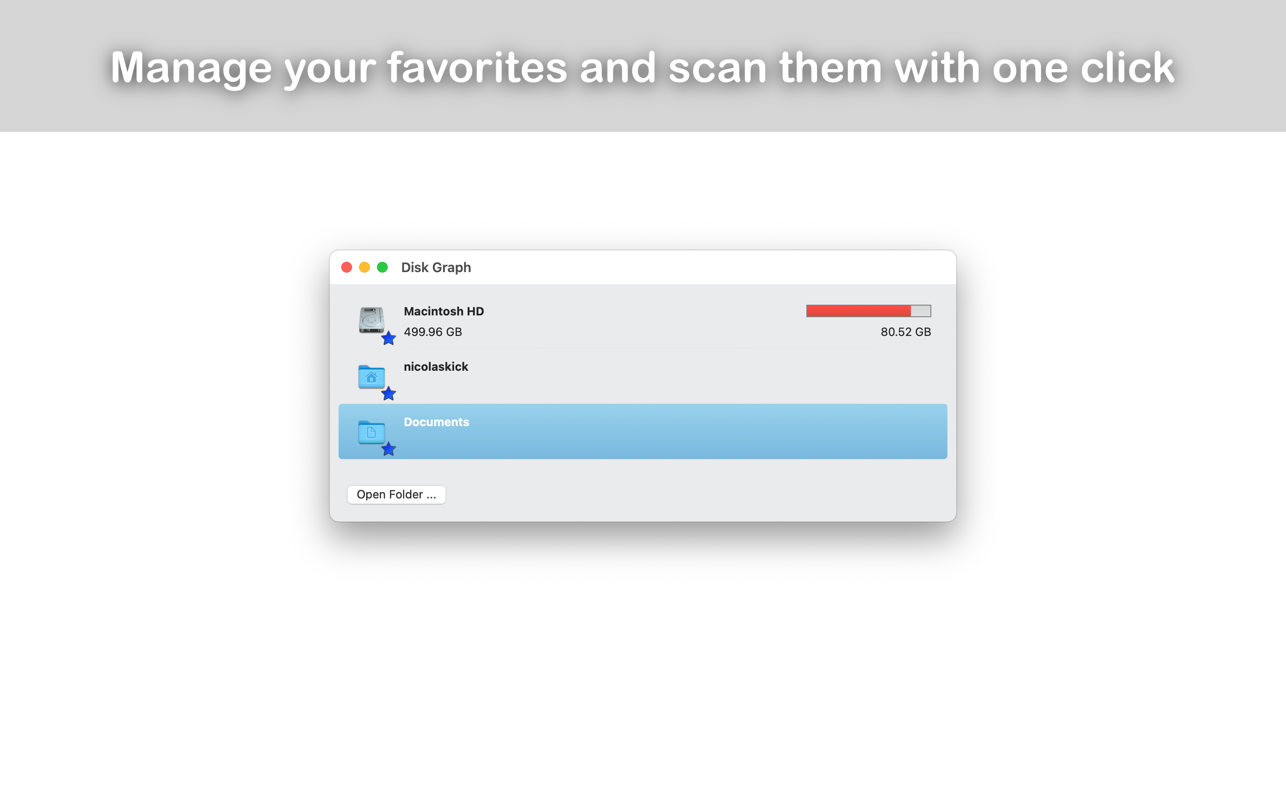 Manage your favorites and scan them with one click
Disk Graph
Macintosh HD
499.96 GB
80.52 GB
nicolaskick
Documents
Open Folder ...